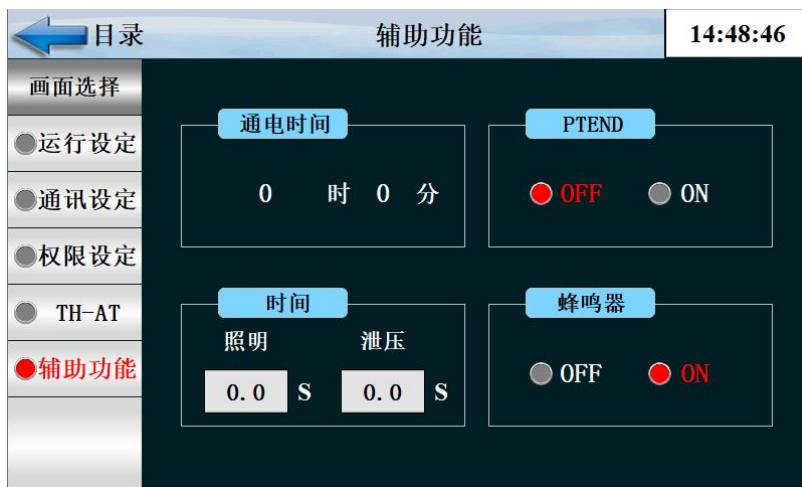 目录 辅助功能 14:48:46
画面选择
运行设定
通讯设定
权限设定
TH-AT
辅助功能
通电时间
0 时 0 分
PTEND
OFF ON
时间
照明 泄压
0.0 S 0.0 S
蜂鸣器
OFF ON